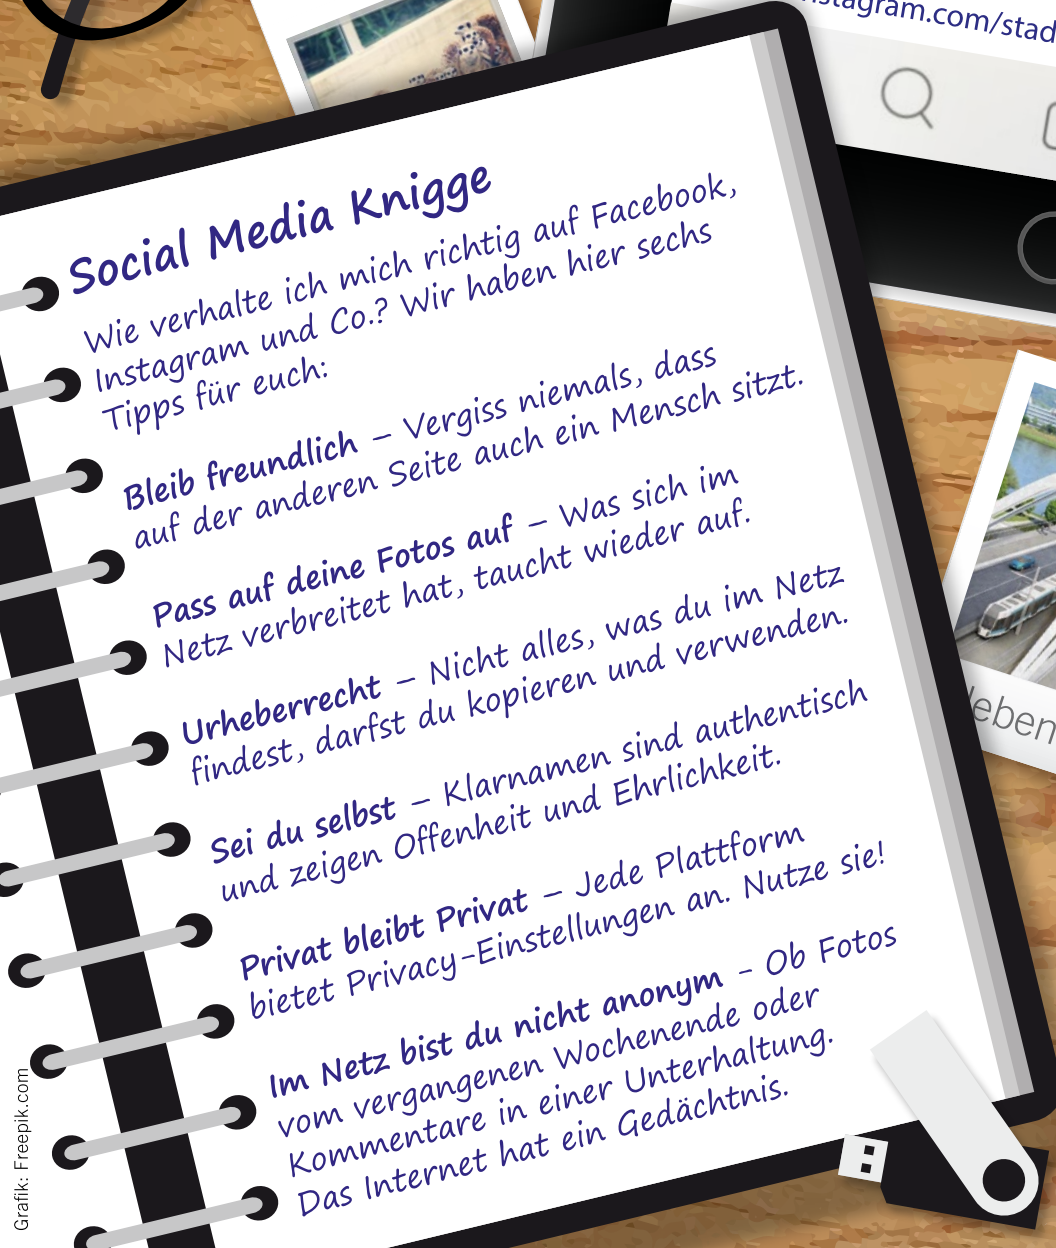 Social Media Knigge
Wie verhalte ich mich richtig auf Facebook,
Instagram und Co.? Wir haben hier sechs
Tipps für euch:
Bleib freundlich – Vergiss niemals, dass
auf der anderen Seite auch ein Mensch sitzt.
Pass auf deine Fotos auf – Was sich im
Netz verbreitet hat, taucht wieder auf.
Urheberrecht – Nicht alles, was du im Netz
findest, darfst du kopieren und verwenden.
Sei du selbst – Klarnamen sind authentisch
und zeigen Offenheit und Ehrlichkeit.
Privat bleibt Privat – Jede Plattform
bietet Privacy-Einstellungen an. Nutze sie!
Im Netz bist du nicht anonym – Ob Fotos
vom vergangenen Wochenende oder
Kommentare in einer Unterhaltung.
Das Internet hat ein Gedächtnis.
nstagram.com/stad
leben
Grafik: Freepik.com